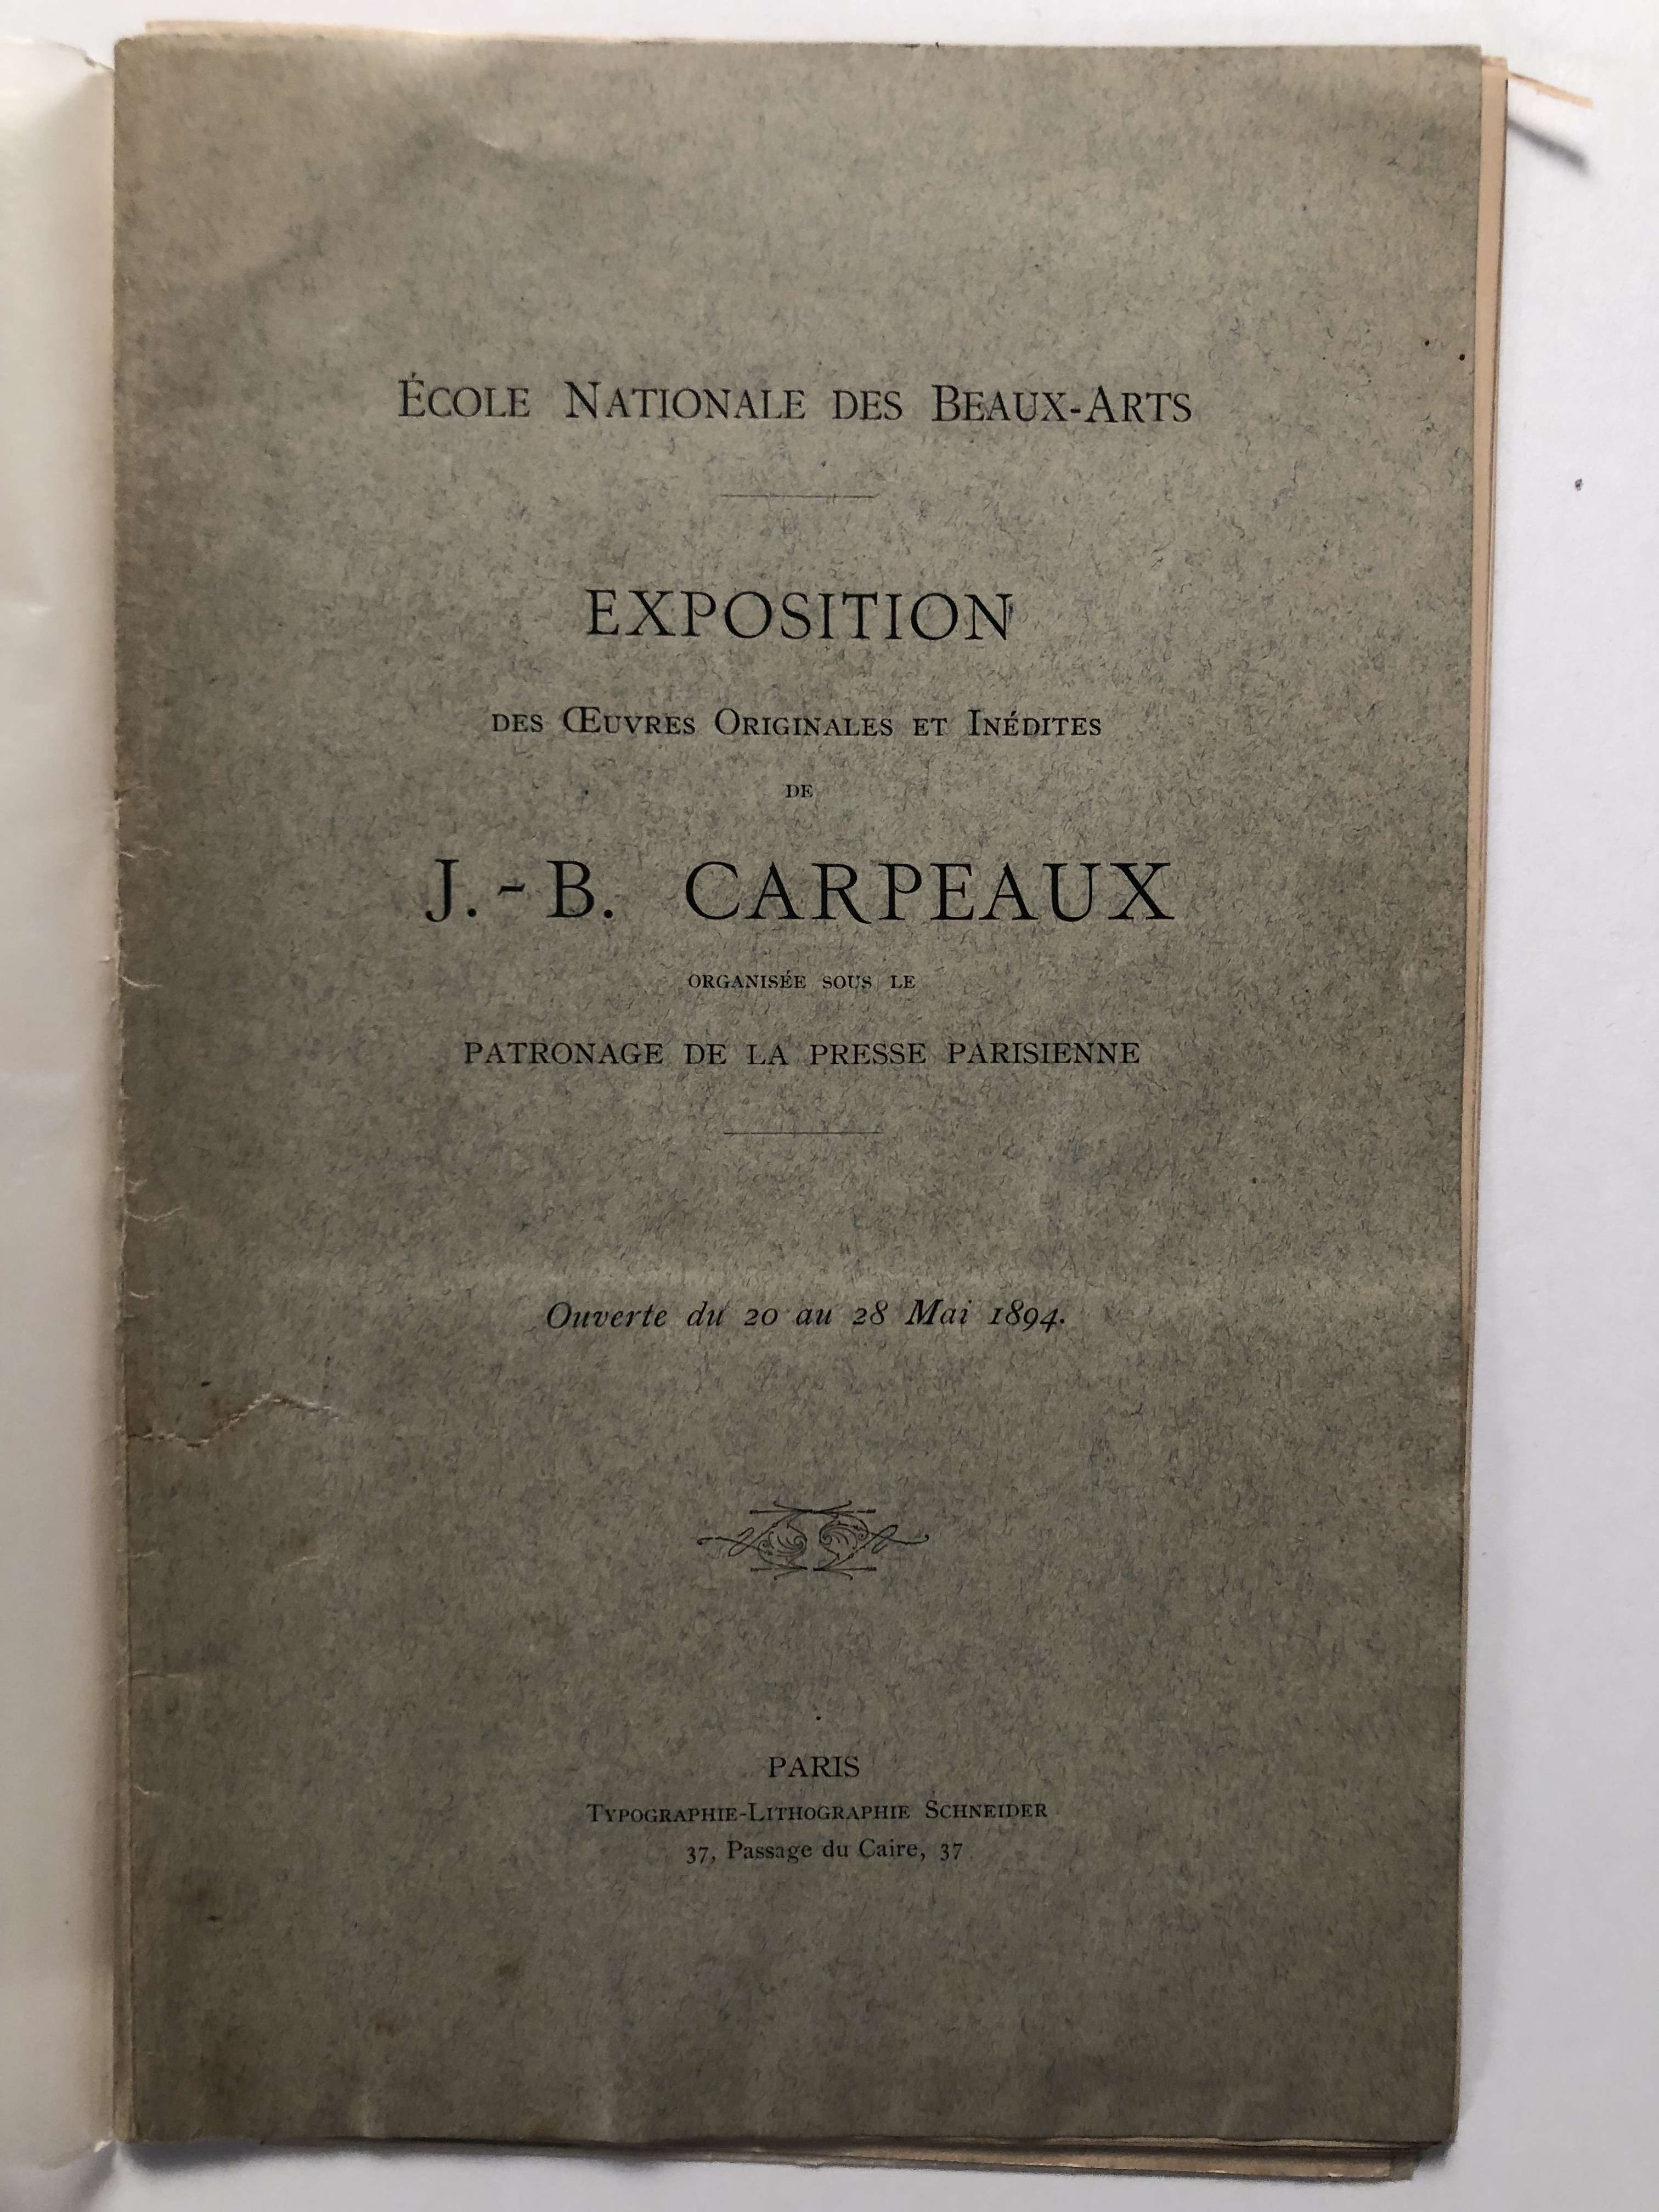 École Nationale des Beaux-Arts
EXPOSITION
des Œuvres Originales et Inédites
DE
J.-B. CARPEAUX
ORGANISÉE SOUS LE
PATRONAGE DE LA PRESSE PARISIENNE
Ouverte du 20 au 28 Mai 1894.
PARIS
Typographie-Lithographie Schneider
37, Passage du Caire, 37